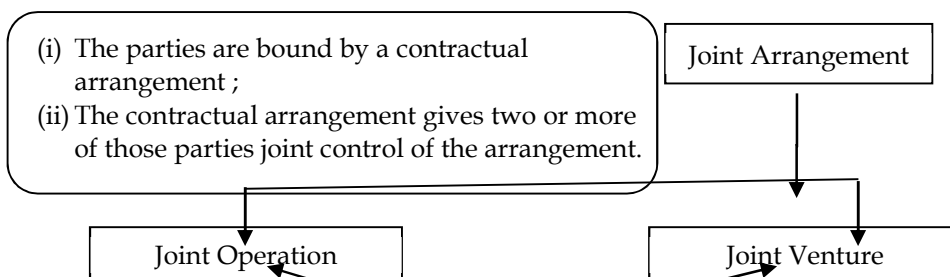 (i) The parties are bound by a contractual
arrangement ;
(ii) The contractual arrangement gives two or more
of those parties joint control of the arrangement.
Joint Arrangement
Joint Operation
Joint Venture